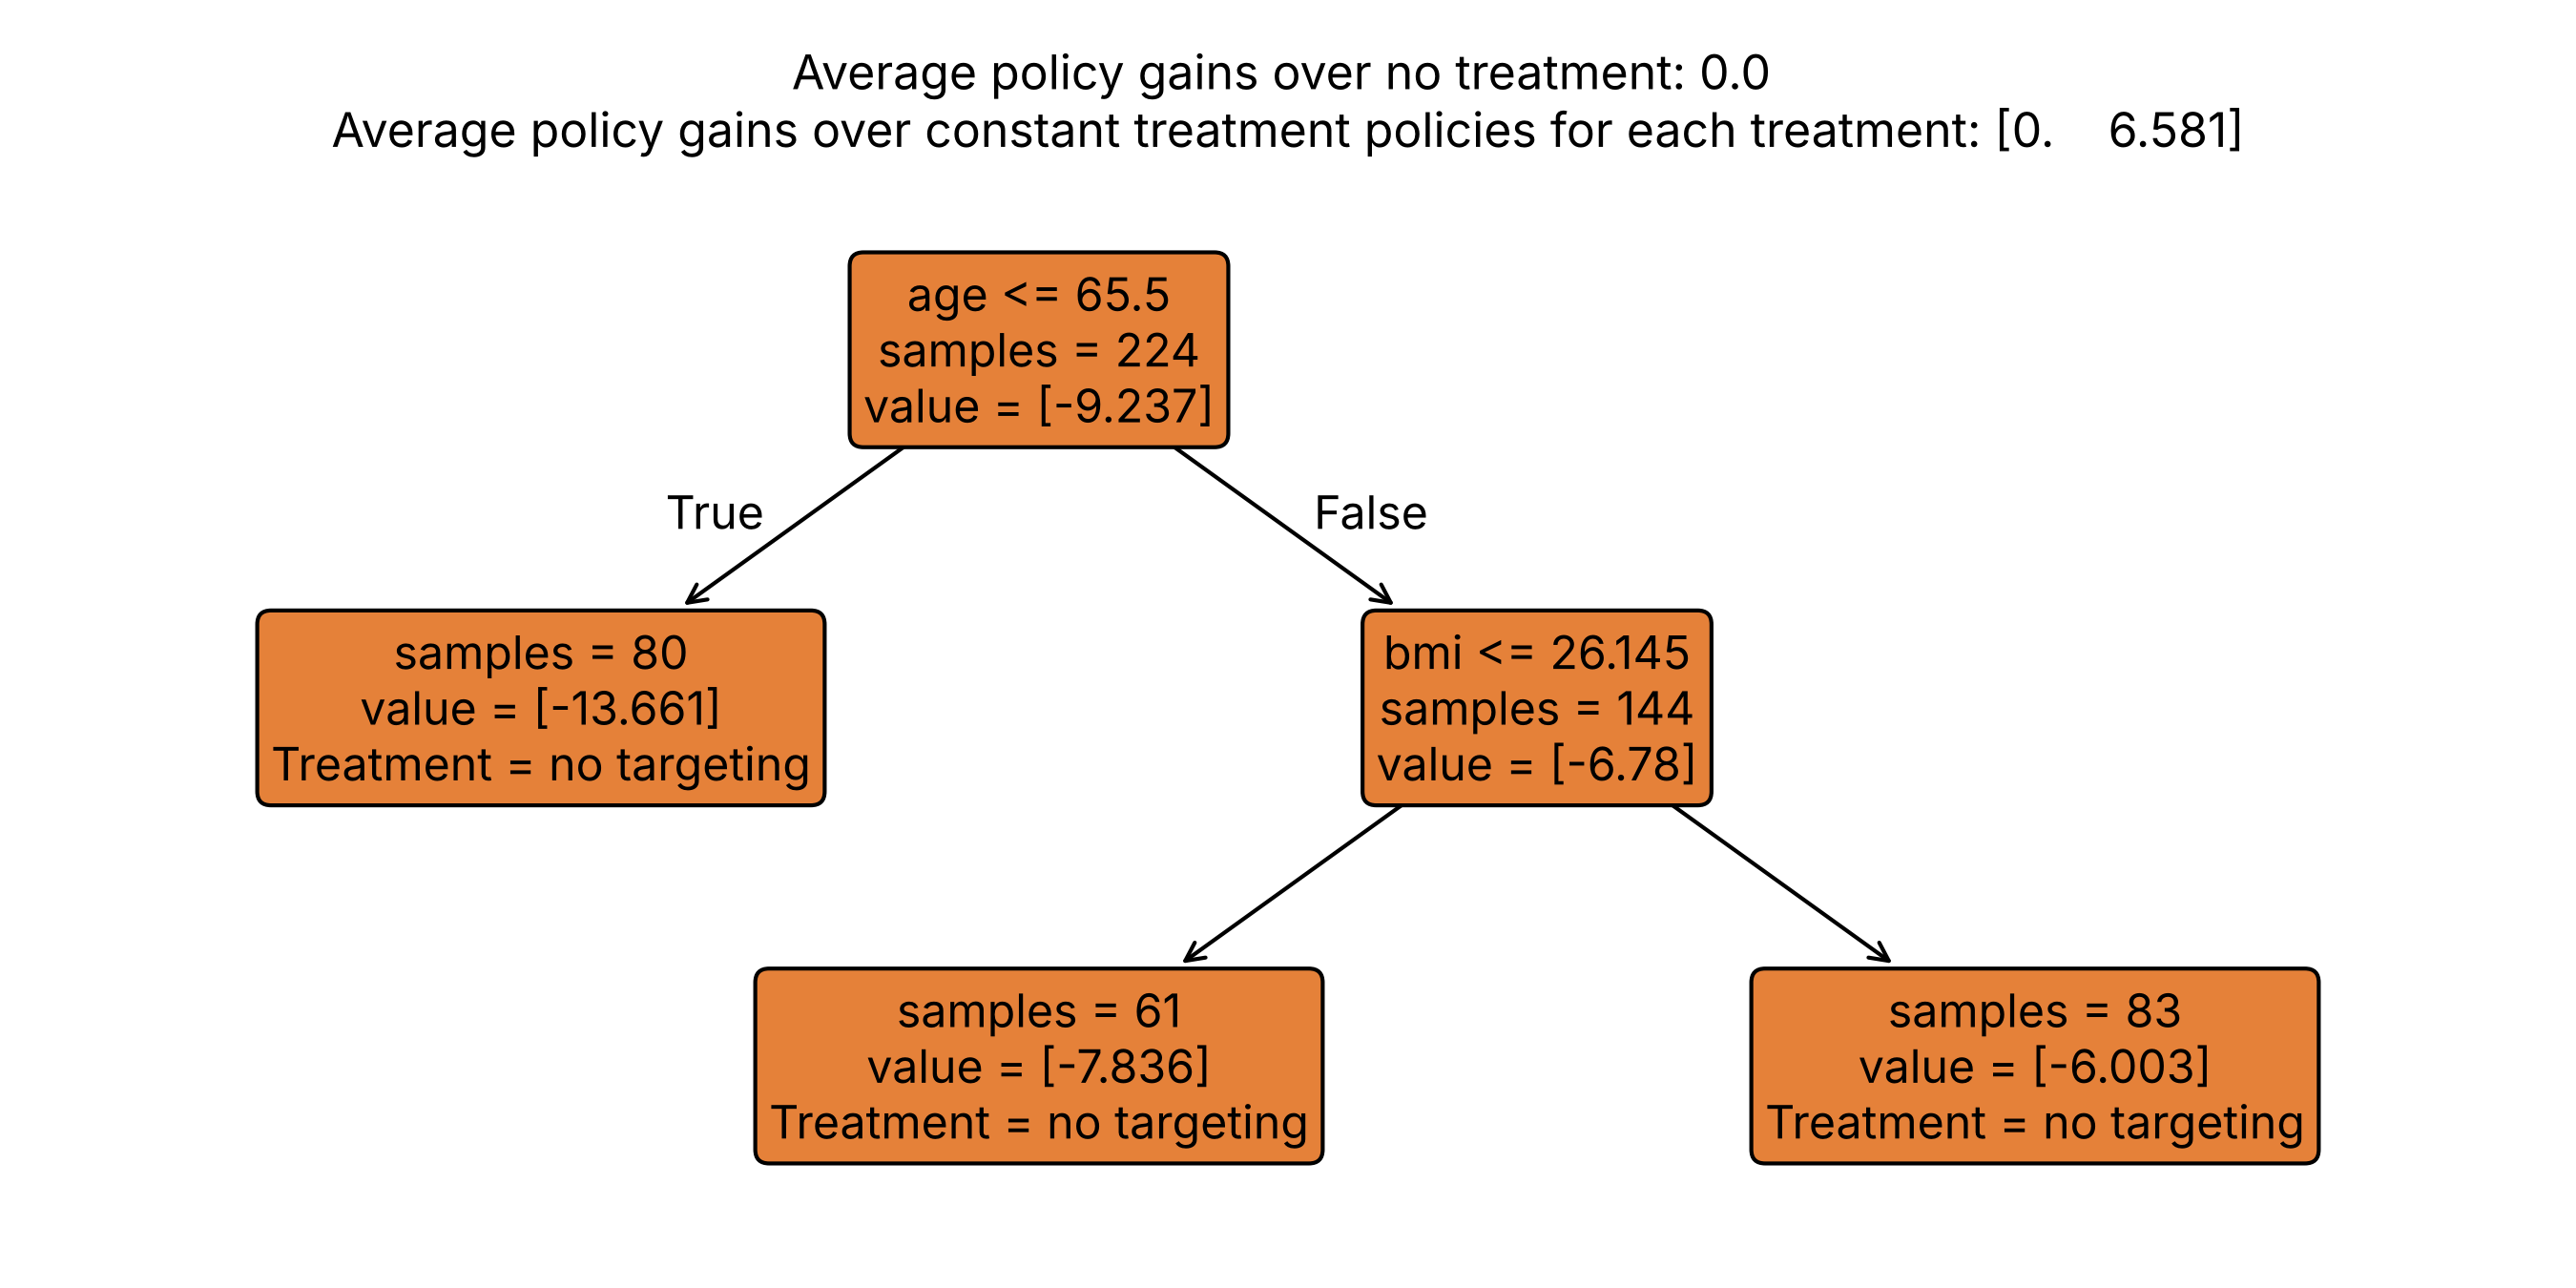 Average policy gains over no treatment: 0.0
Average policy gains over constant treatment policies for each treatment: [0.    6.581]
age <= 65.5
samples = 224
value = [-9.237]
True
False
samples = 80
value = [-13.661]
Treatment = no targeting
bmi <= 26.145
samples = 144
value = [-6.78]
samples = 61
value = [-7.836]
Treatment = no targeting
samples = 83
value = [-6.003]
Treatment = no targeting